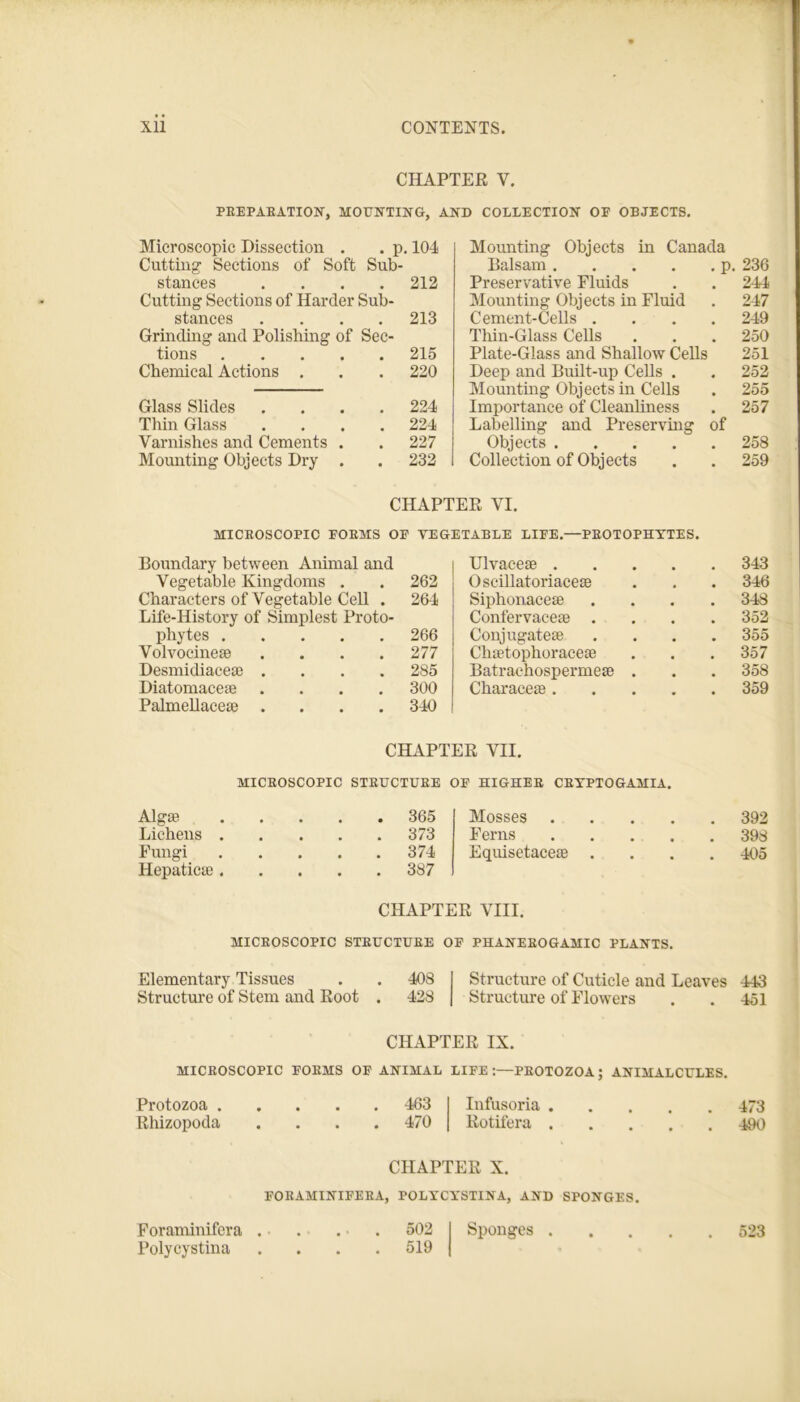 xii CONTENTS.
CHAPTER V.
PREPARATION, MOUNTING, AND COLLECTION OF OBJECTS.
Microscopic Dissection . . p. 104
Cutting Sections of Soft Sub-
stances . . . . 212
Cutting Sections of Harder Sub-
stances . . . . 213
Grinding and Polishing of Sec-
tions . . . . . 215
Chemical Actions . . . 220
Glass Slides . . . . 224
Thin Glass . . . . 224
Varnishes and Cements . . 227
Mounting Objects Dry . . 232
Mounting Objects in Canada
Balsam . . . . . p. 236
Preservative Fluids . . 244
Mounting Objects in Fluid . 247
Cement-Cells . . . . 249
Thin-Glass Cells . . . 250
Plate-Glass and Shallow Cells 251
Deep and Built-up Cells . . 252
Mounting Objects in Cells . 255
Importance of Cleanliness . 257
Labelling and Preserving of
Objects . . . . . 258
Collection of Objects . . 259
CHAPTER VI.
MICROSCOPIC FORMS OF VEGETABLE LIFE.—PROTOPHYTES.
Boundary between Animal and
Vegetable Kingdoms . . 262
Characters of Vegetable Cell . 264
Life-History of Simplest Proto-
phytes . . . . . 266
Volvocineæ . . . . 277
Desmidiaceæ . . . . 285
Diatomaceæ . . . . 300
Palmellaceæ . . . . 340
Ulvaceæ . . . . . 343
Oscillatoriaceæ . . . 346
Siphonaceæ . . . . 348
Confervaceæ . . . . 352
Conjugateæ . . . . 355
Chætophoraceæ . . . 357
Batrachospermeæ . . . 358
Characeæ . . . . . 359
CHAPTER VII.
MICROSCOPIC STRUCTURE OF HIGHER CRYPTOGAMIA.
Algæ . . . . . 365
Lichens . . . . . 373
Fungi . . . . . 374
Hepaticæ . . . . . 387
Mosses . . . . . 392
Ferns . . . . . 398
Equisetaceæ . . . . 405
CHAPTER VIII.
MICROSCOPIC STRUCTURE OF PHANEROGAMIC PLANTS.
Elementary Tissues . . 408
Structure of Stem and Root . 428
Structure of Cuticle and Leaves 443
Structure of Flowers . . 451
CHAPTER IX.
MICROSCOPIC FORMS OF ANIMAL LIFE:—PROTOZOA; ANIMALCULES.
Protozoa . . . . . 463
Rhizopoda . . . . 470
Infusoria . . . . . 473
Rotifera . . . . . 490
CHAPTER X.
FORAMINIFERA, POLYCYSTINA, AND SPONGES.
Foraminifera . . . . 502
Polycystina . . . . 519
Sponges . . . . . 523